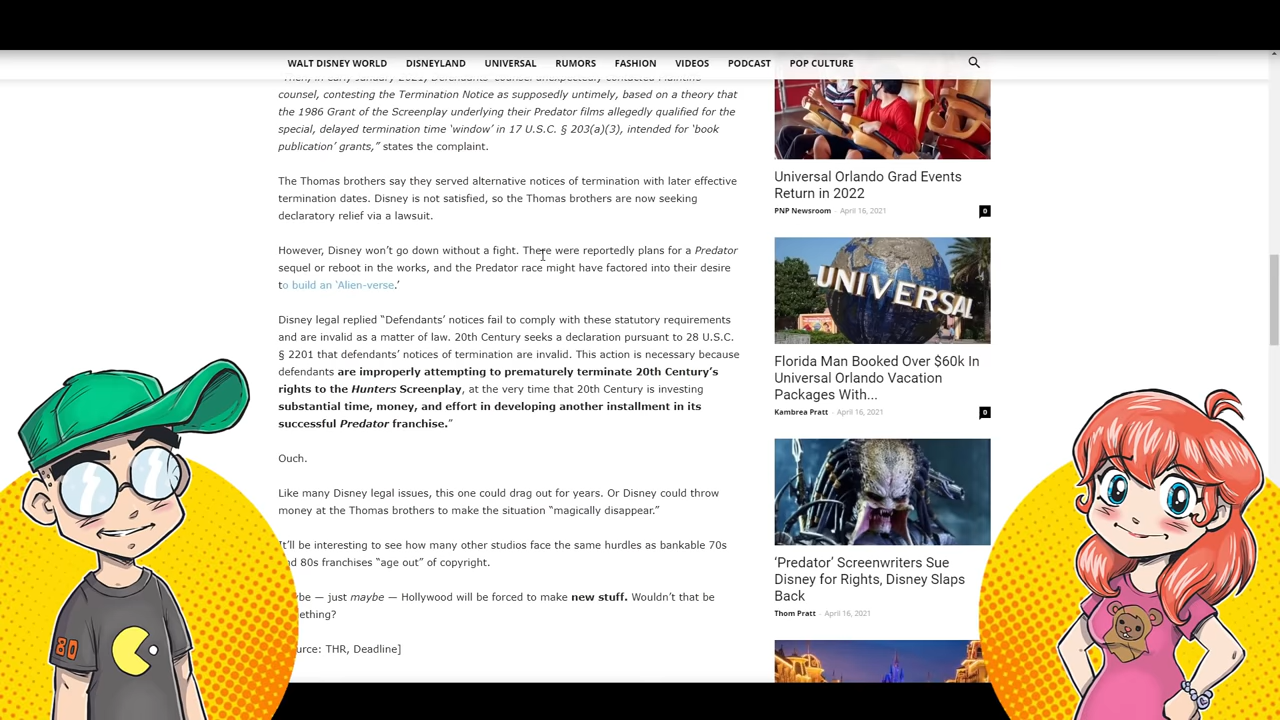 WALT DISNEY WORLD DISNEYLAND UNIVERSAL RUMORS FASHION VIDEOS PODCAST POP CULTURE
counsel, contesting the Termination Notice as supposedly untimely, based on a theory that
the 1986 Grant of the Screenplay underlying their Predator films allegedly qualified for the
special, delayed termination time ‘window’ in 17 U.S.C. § 203(a)(3), intended for ‘book
publication’ grants,” states the complaint.
The Thomas brothers say they served alternative notices of termination with later effective
termination dates. Disney is not satisfied, so the Thomas brothers are now seeking
declaratory relief via a lawsuit.
However, Disney won’t go down without a fight. There were reportedly plans for a Predator
sequel or reboot in the works, and the Predator race might have factored into their desire
to build an ‘Alien-verse.’
Disney legal replied “Defendants’ notices fail to comply with these statutory requirements
and are invalid as a matter of law. 20th Century seeks a declaration pursuant to 28 U.S.C.
§ 2201 that defendants’ notices of termination are invalid. This action is necessary because
defendants are improperly attempting to prematurely terminate 20th Century’s
rights to the Hunters Screenplay, at the very time that 20th Century is investing
substantial time, money, and effort in developing another installment in its
successful Predator franchise.”
Ouch.
Like many Disney legal issues, this one could drag out for years. Or Disney could throw
money at the Thomas brothers to make the situation “magically disappear.”
It’ll be interesting to see how many other studios face the same hurdles as bankable 70s
nd 80s franchises “age out” of copyright.
ybe — just maybe — Hollywood will be forced to make new stuff. Wouldn’t that be
ething?
urce: THR, Deadline]
Universal Orlando Grad Events
Return in 2022
PNP Newsroom - April 16, 2021 0
UNIVERSAL
Florida Man Booked Over $60k In
Universal Orlando Vacation
Packages With...
Kambrea Pratt - April 16, 2021 0
‘Predator’ Screenwriters Sue
Disney for Rights, Disney Slaps
Back
Thom Pratt - April 16, 2021
80